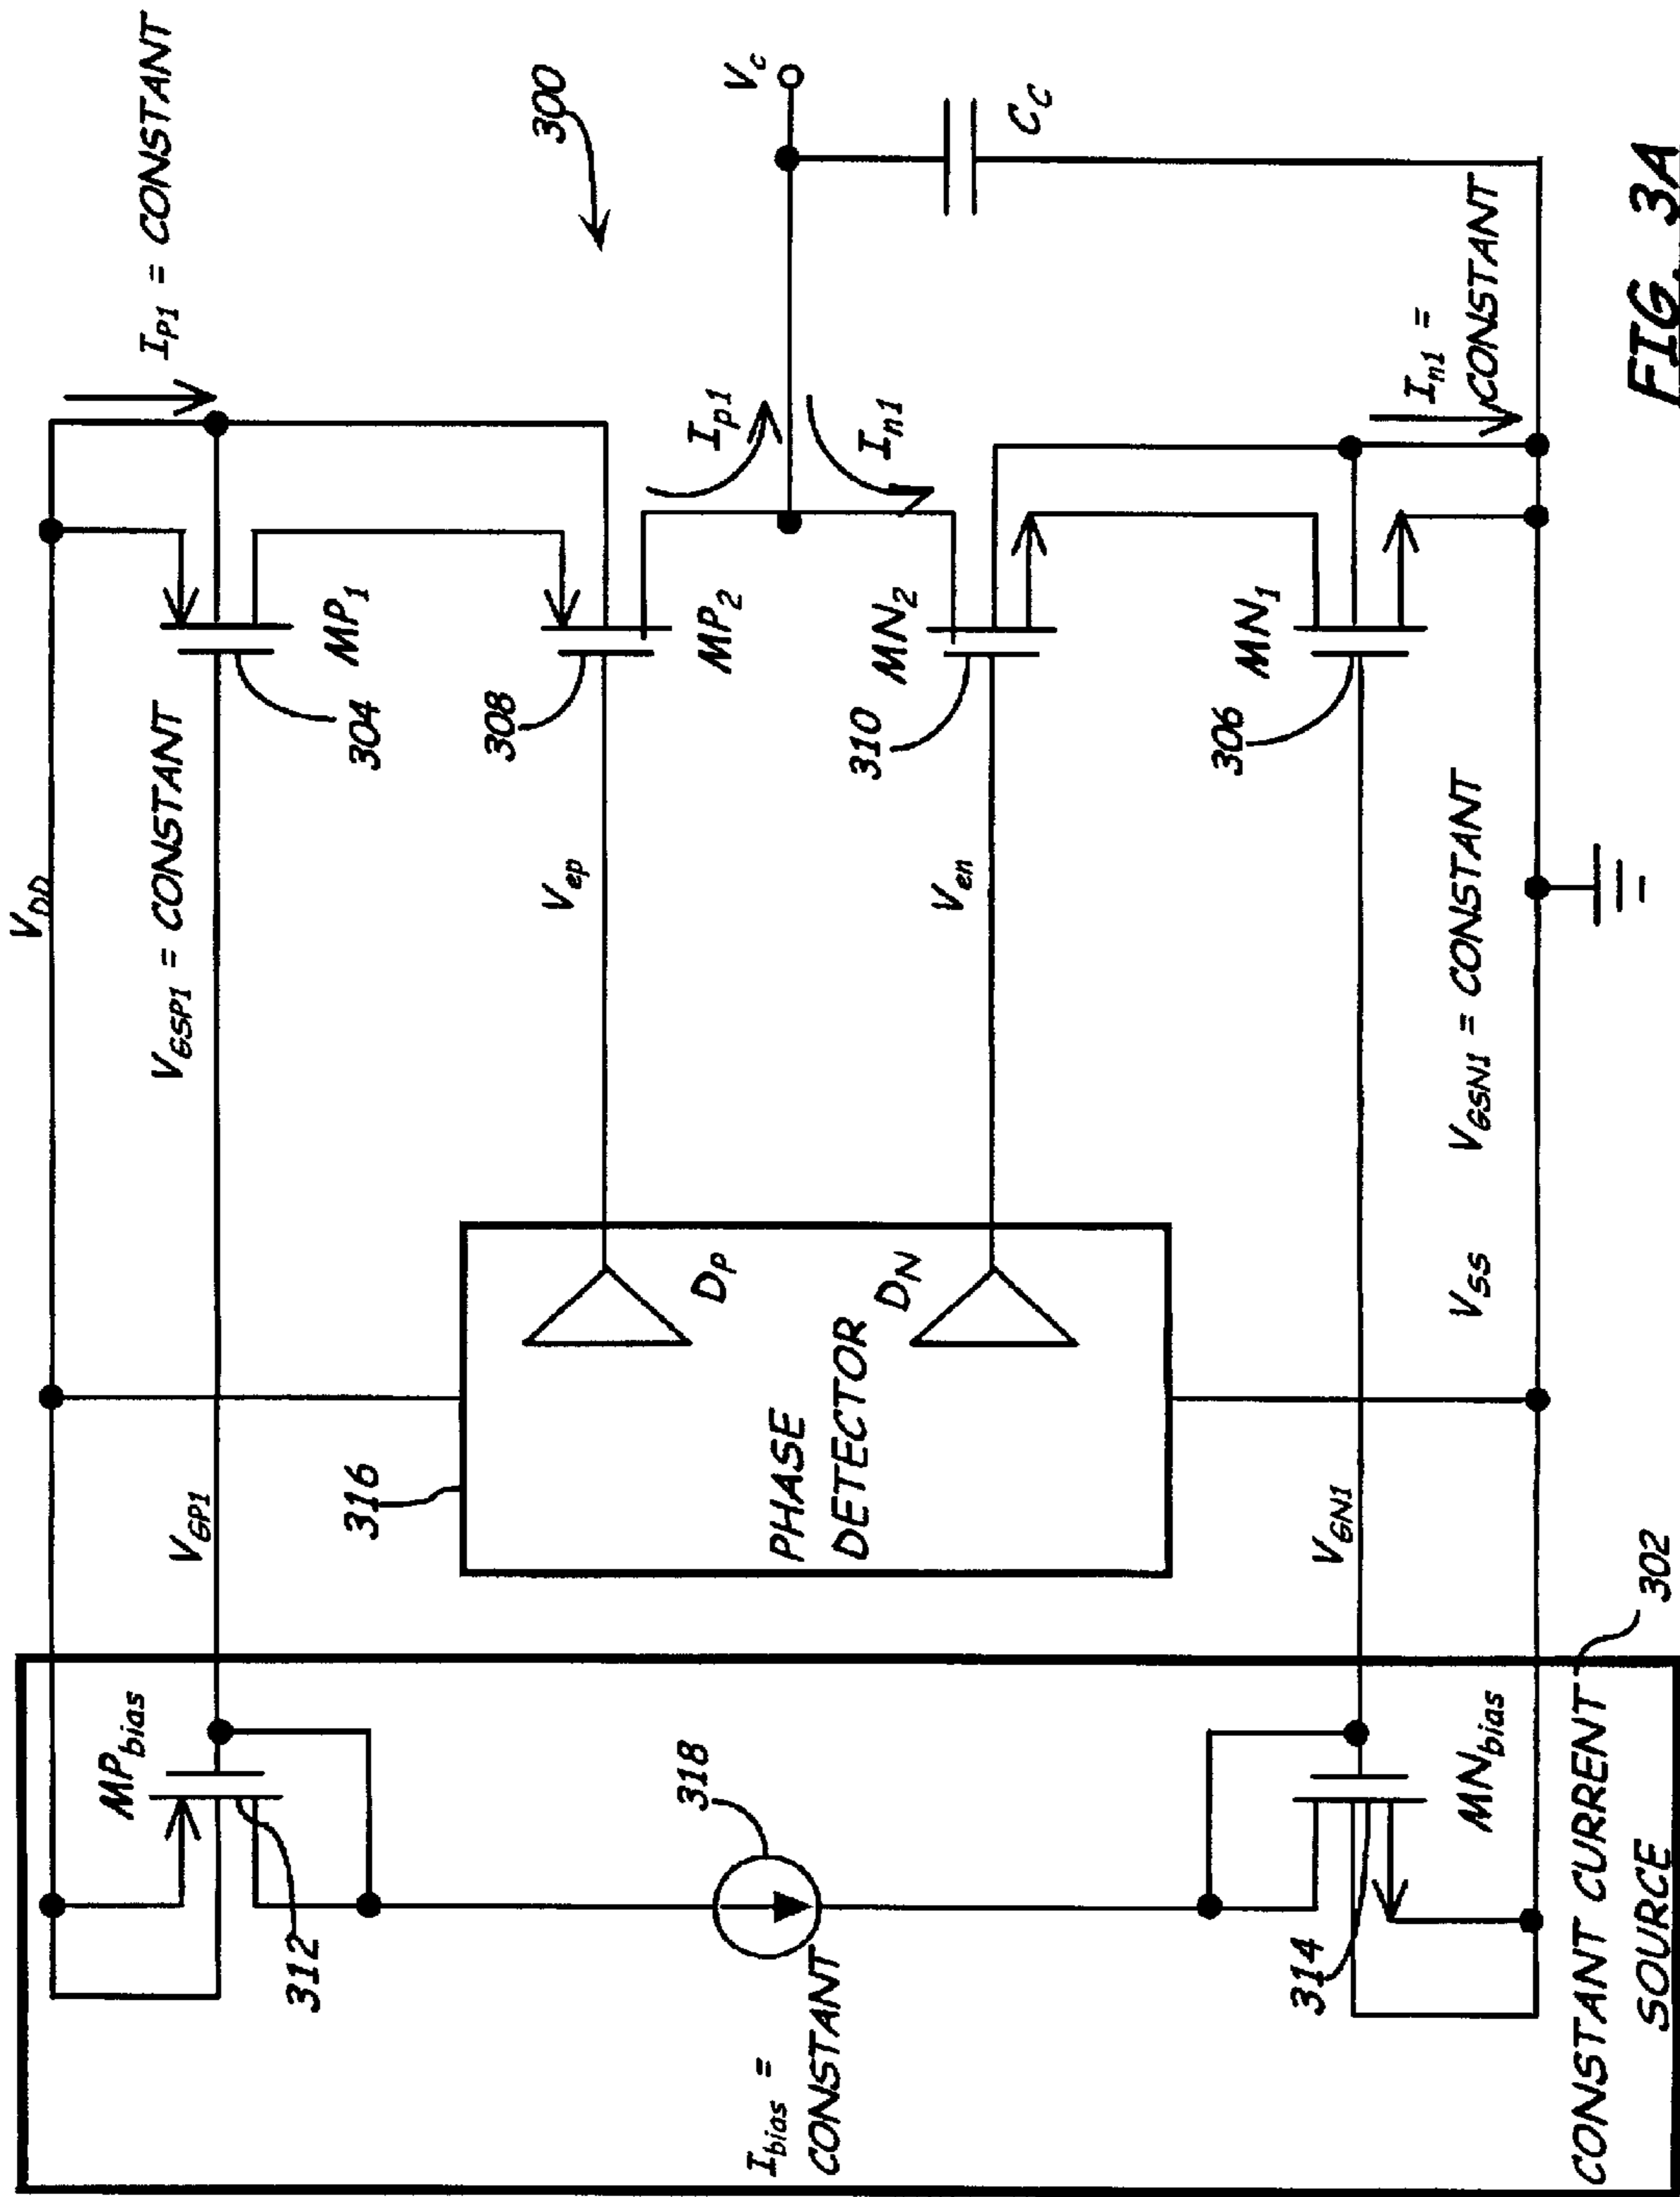 V_DD
I_P1 = CONSTANT
V_GP1
V_GSP1 = CONSTANT
MP_bias
312
MP_1
304
300
316
V_ep
308
MP_2
I_p1
V_c
D_P
318
I_bias =
CONSTANT
PHASE
DETECTOR
D_N
V_en
310
MN_2
I_n1
C_C
V_GN1
314
MN_bias
306
MN_1
I_n1 =
CONSTANT
V_SS
V_GSN1 = CONSTANT
CONSTANT CURRENT
SOURCE
302
FIG. 3A